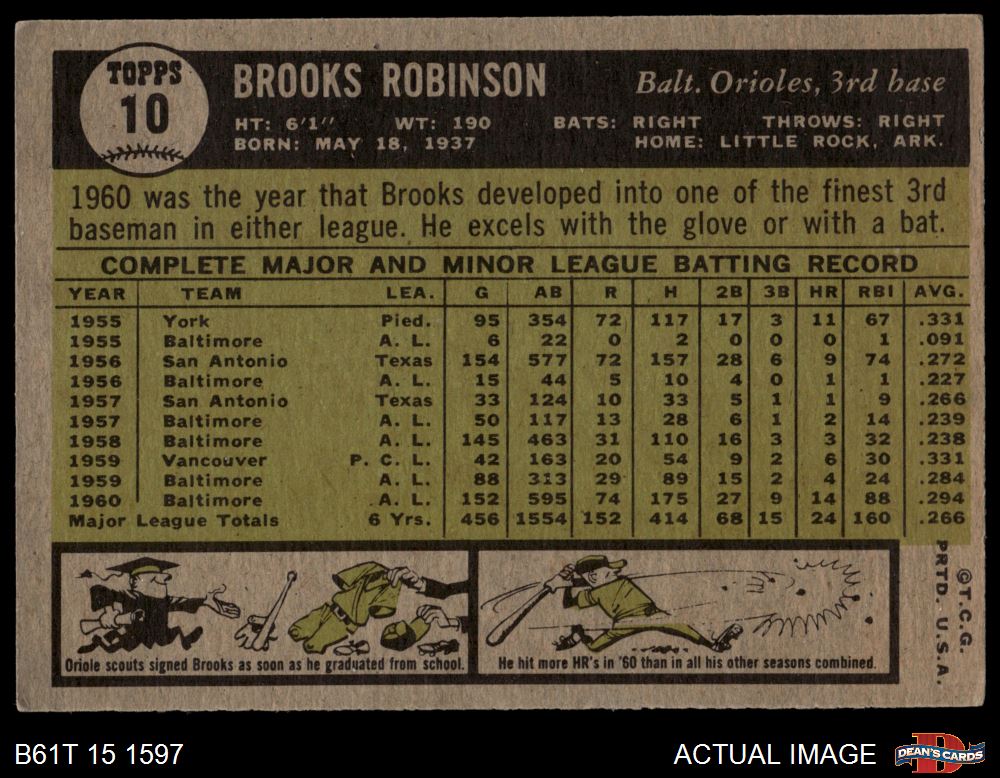 TOPPS
10
BROOKS ROBINSON
Balt. Orioles, 3rd base
HT: 6'1" WT: 190 BATS: RIGHT THROWS: RIGHT
BORN: MAY 18, 1937 HOME: LITTLE ROCK, ARK.
1960 was the year that Brooks developed into one of the finest 3rd
baseman in either league. He excels with the glove or with a bat.
COMPLETE MAJOR AND MINOR LEAGUE BATTING RECORD
YEAR TEAM LEA. G AB R H 2B 3B HR RBI AVG.
1955 York Pied. 95 354 72 117 17 3 11 67 .331
1955 Baltimore A. L. 6 22 0 2 0 0 0 1 .091
1956 San Antonio Texas 154 577 72 157 28 6 9 74 .272
1956 Baltimore A. L. 15 44 5 10 4 0 1 1 .227
1957 San Antonio Texas 33 124 10 33 5 1 1 9 .266
1957 Baltimore A. L. 50 117 13 28 6 1 2 14 .239
1958 Baltimore A. L. 145 463 31 110 16 3 3 32 .238
1959 Vancouver P. C. L. 42 163 20 54 9 2 6 30 .331
1959 Baltimore A. L. 88 313 29 89 15 2 4 24 .284
1960 Baltimore A. L. 152 595 74 175 27 9 14 88 .294
Major League Totals 6 Yrs. 456 1554 152 414 68 15 24 160 .266
Oriole scouts signed Brooks as soon as he graduated from school.
He hit more HR's in '60 than in all his other seasons combined.
©T.C.G.
PRTD. U.S.A.
B61T 15 1597
ACTUAL IMAGE
D
DEAN'S CARDS